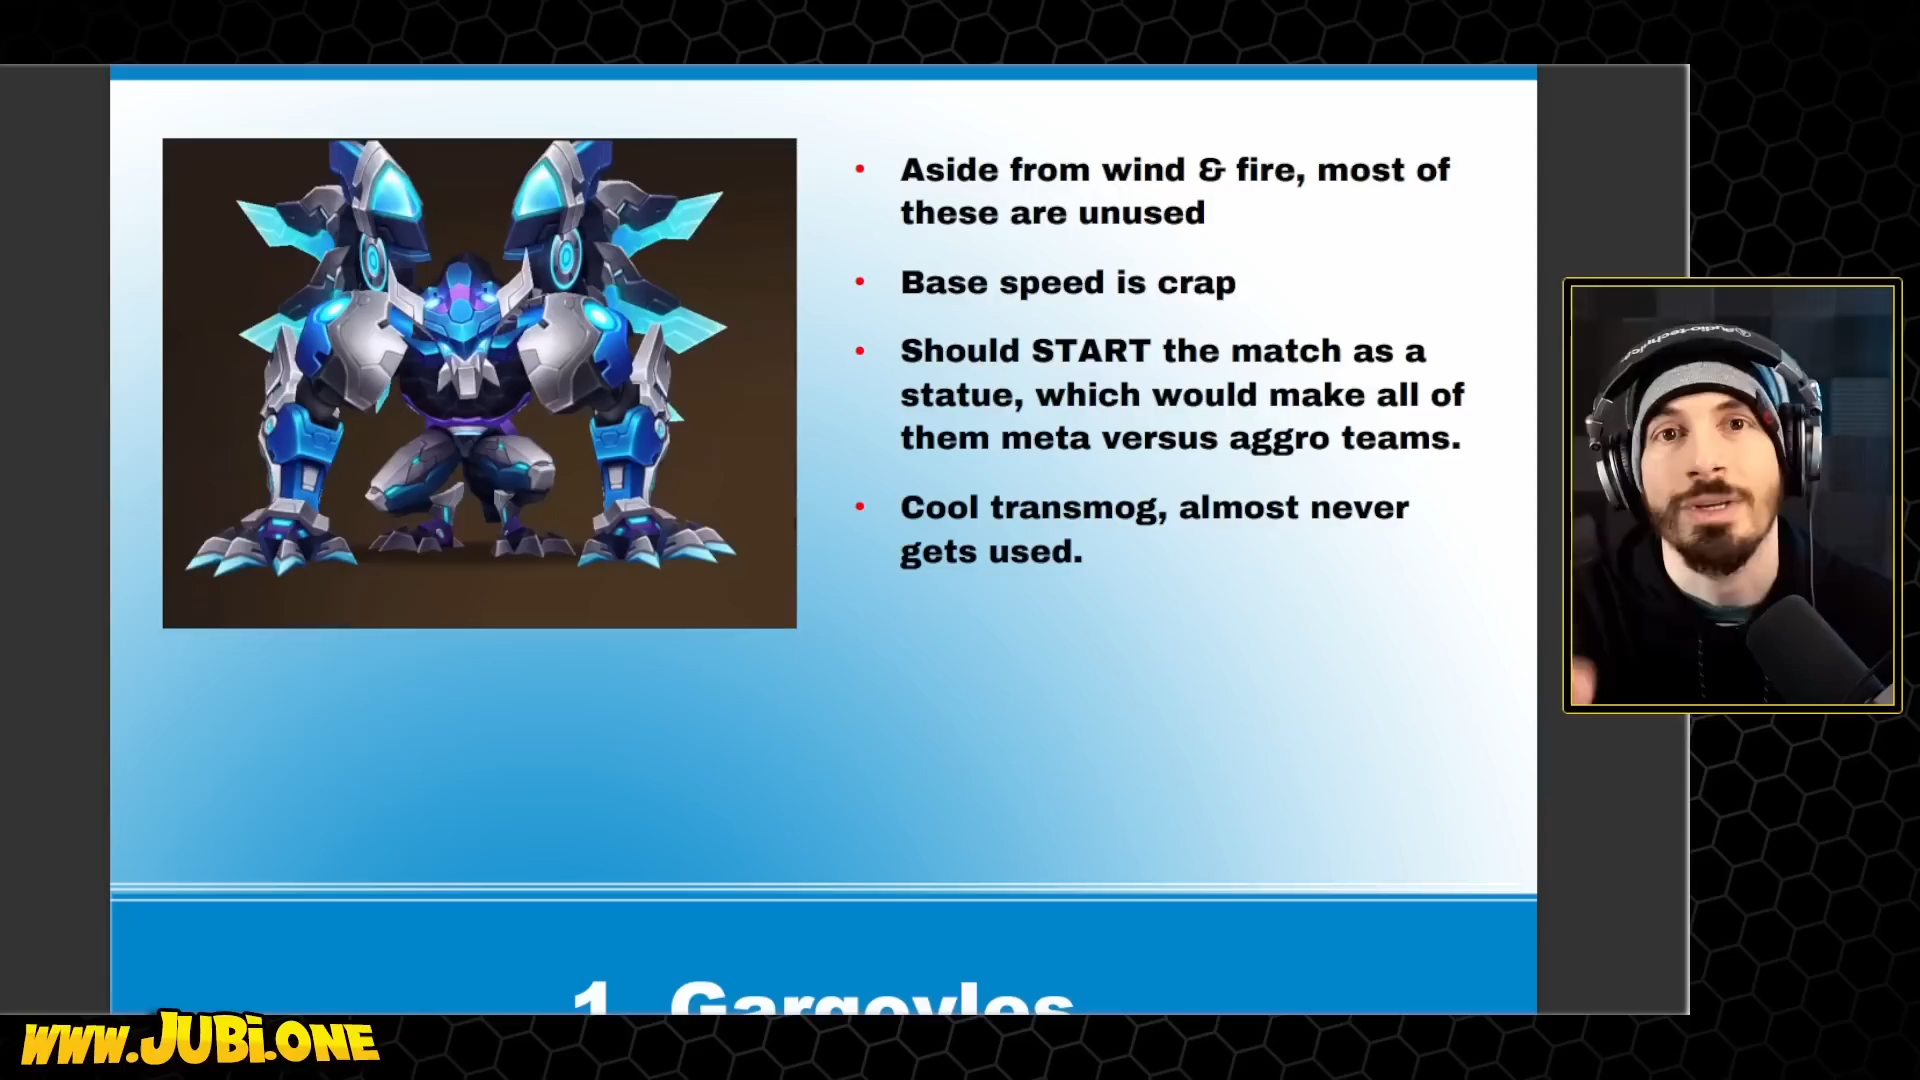 Aside from wind & fire, most of
these are unused
Base speed is crap
Should START the match as a
statue, which would make all of
them meta versus aggro teams.
Cool transmog, almost never
gets used.
Audio-technica
1. Gargoyles
WWW.JUBi.ONE